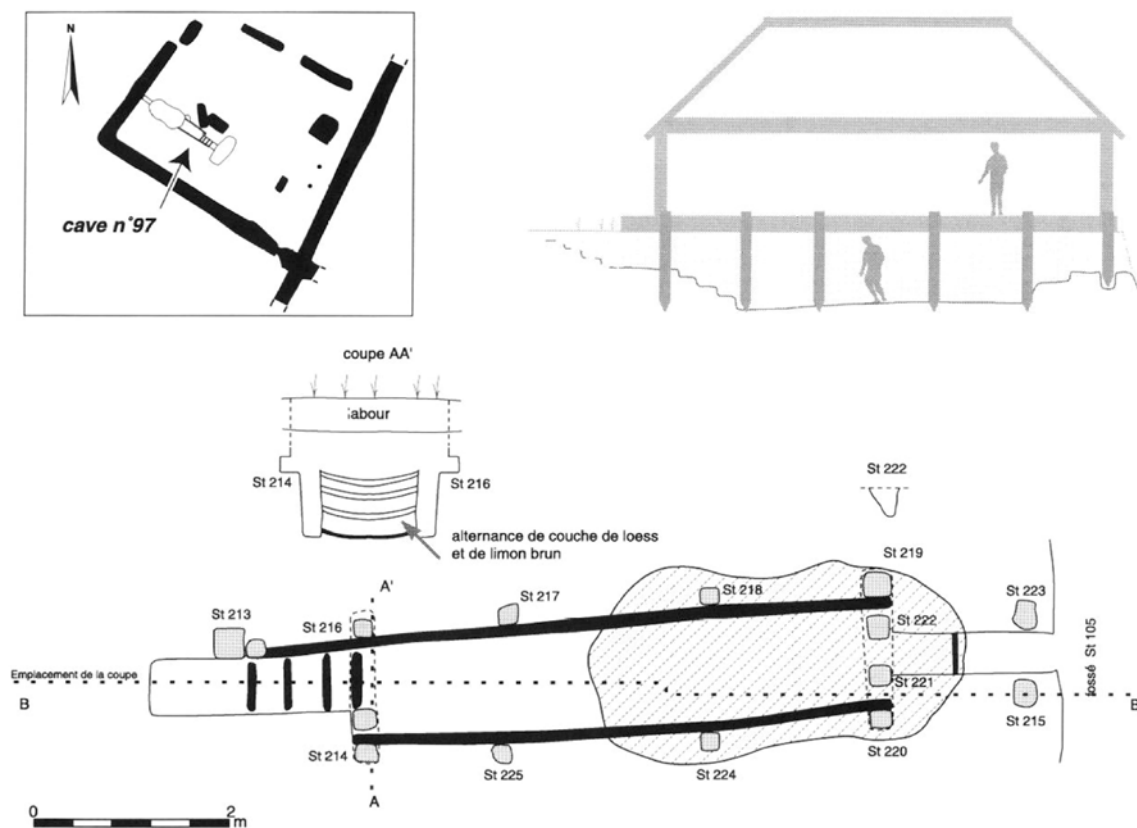 N
cave n°97
coupe AA'
labour
St 214
St 216
alternance de couche de loess
et de limon brun
St 222
St 219
A'
St 213
St 216
St 217
St 218
St 222
St 223
Emplacement de la coupe
B
St 221
fossé St 105
B
St 214
St 225
St 224
St 220
St 215
A
0
2
m